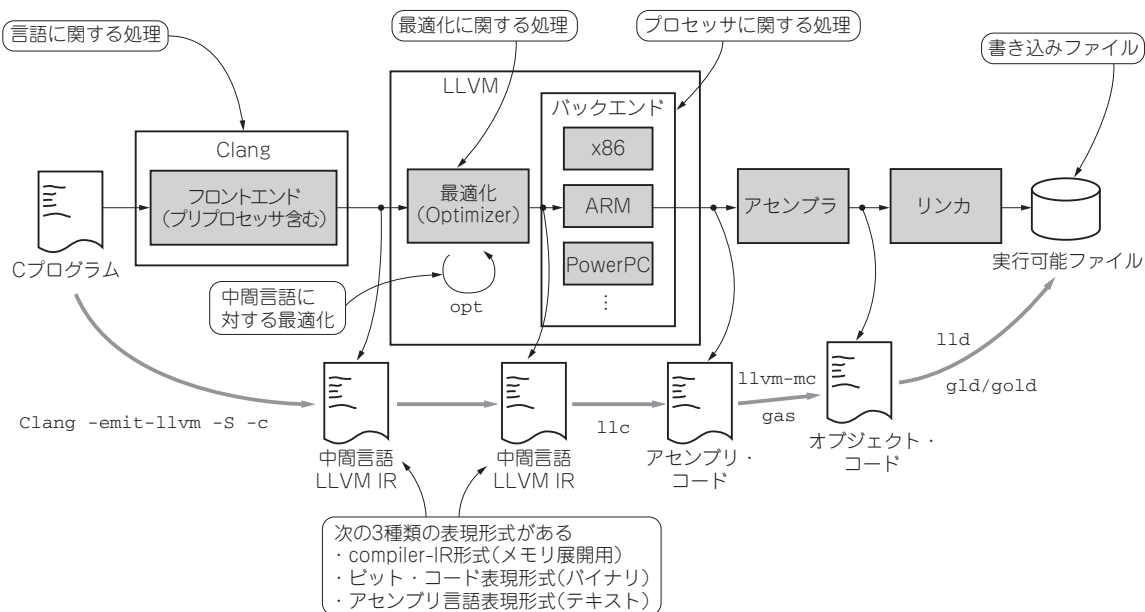 言語に関する処理
最適化に関する処理
プロセッサに関する処理
書き込みファイル
LLVM
バックエンド
Clang
フロントエンド
(プリプロセッサ含む)
最適化
(Optimizer)
x86
ARM
PowerPC
⋮
アセンブラ
リンカ
Cプログラム
実行可能ファイル
中間言語に
対する最適化
opt
Clang -emit-llvm -S -c
llc
llvm-mc
gas
lld
gld/gold
中間言語
LLVM IR
中間言語
LLVM IR
アセンブリ・
コード
オブジェクト・
コード
次の3種類の表現形式がある
・compiler-IR形式(メモリ展開用)
・ビット・コード表現形式(バイナリ)
・アセンブリ言語表現形式(テキスト)